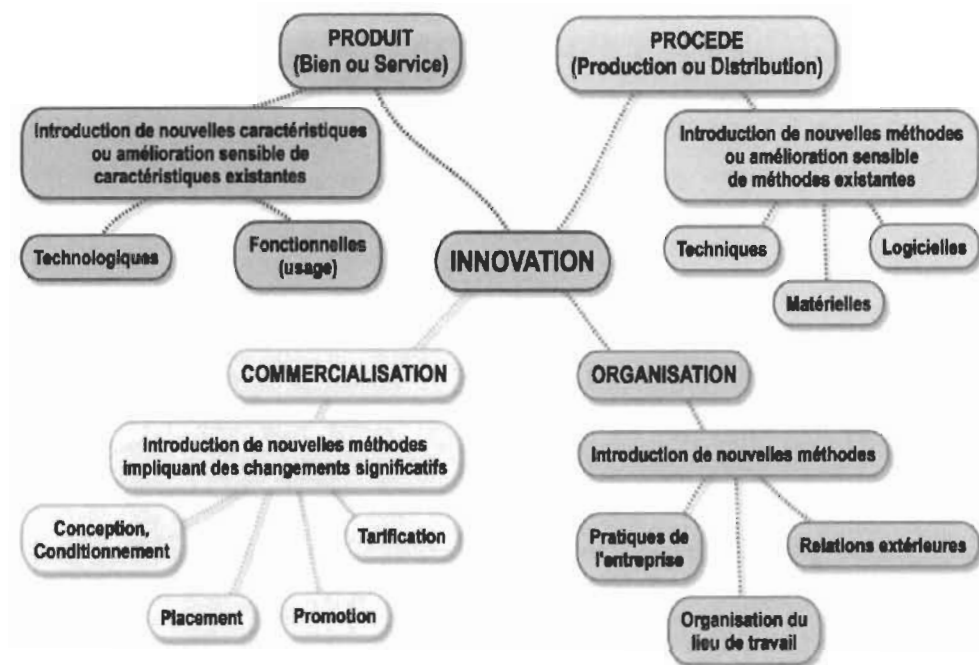 PRODUIT
(Bien ou Service)
Introduction de nouvelles caractéristiques
ou amélioration sensible de
caractéristiques existantes
Technologiques
Fonctionnelles
(usage)
PROCEDE
(Production ou Distribution)
Introduction de nouvelles méthodes
ou amélioration sensible
de méthodes existantes
Techniques
Matérielles
Logicielles
INNOVATION
COMMERCIALISATION
Introduction de nouvelles méthodes
impliquant des changements significatifs
Conception,
Conditionnement
Placement
Promotion
Tarification
ORGANISATION
Introduction de nouvelles méthodes
Pratiques de
l'entreprise
Organisation du
lieu de travail
Relations extérieures